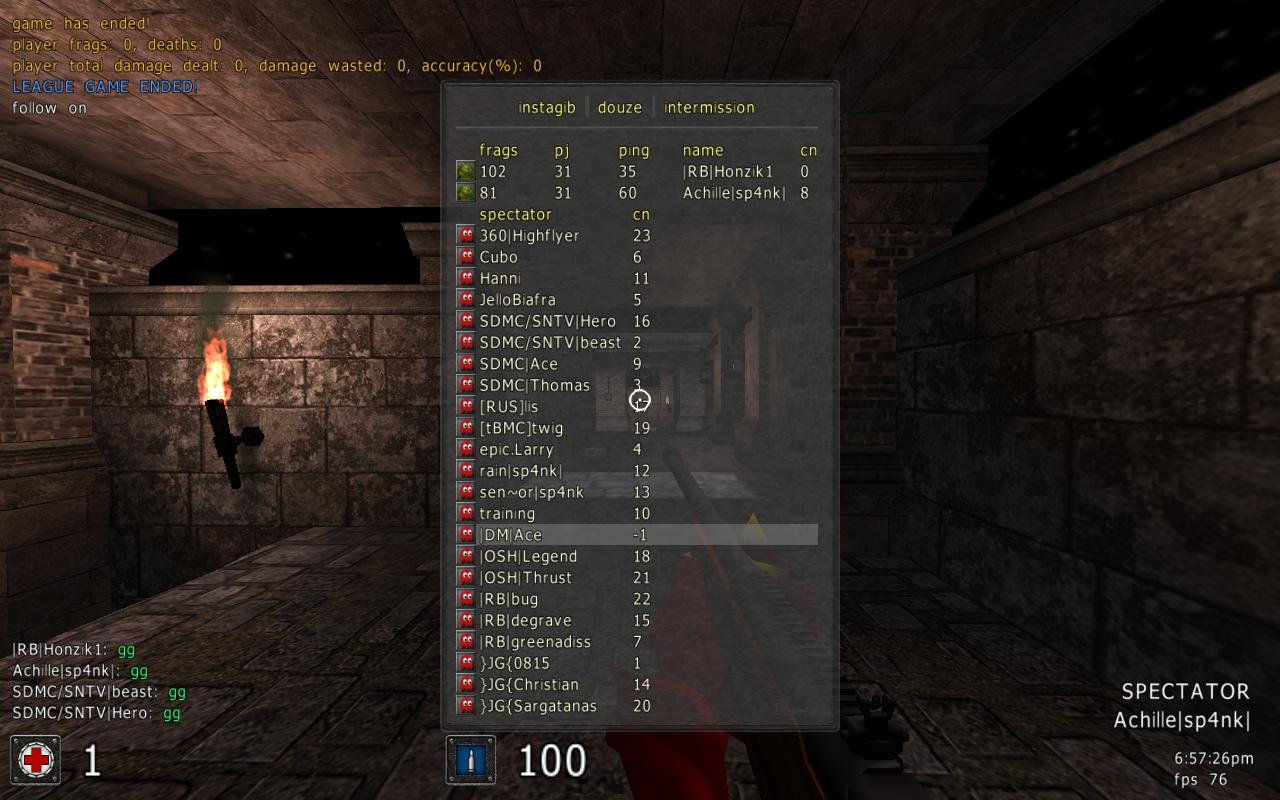 game has ended!
player frags: 0, deaths: 0
player total damage dealt: 0, damage wasted: 0, accuracy(%): 0
LEAGUE GAME ENDED!
follow on
instagib douze intermission
frags pj ping name cn
102 31 35 |RB|Honzik1 0
81 31 60 Achille|sp4nk| 8
spectator cn
360|Highflyer 23
Cubo 6
Hanni 11
JelloBiafra 5
SDMC/SNTV|Hero 16
SDMC/SNTV|beast 2
SDMC|Ace 9
SDMC|Thomas 3
[RUS]lis
[tBMC]twig 19
epic.Larry 4
rain|sp4nk| 12
sen~or|sp4nk 13
training 10
|DM|Ace -1
|OSH|Legend 18
|OSH|Thrust 21
|RB|bug 22
|RB|degrave 15
|RB|greenadiss 7
}JG{0815 1
}JG{Christian 14
}JG{Sargatanas 20
|RB|Honzik1: gg
Achille|sp4nk|: gg
SDMC/SNTV|beast: gg
SDMC/SNTV|Hero: gg
1
100
SPECTATOR
Achille|sp4nk|
6:57:26pm
fps 76